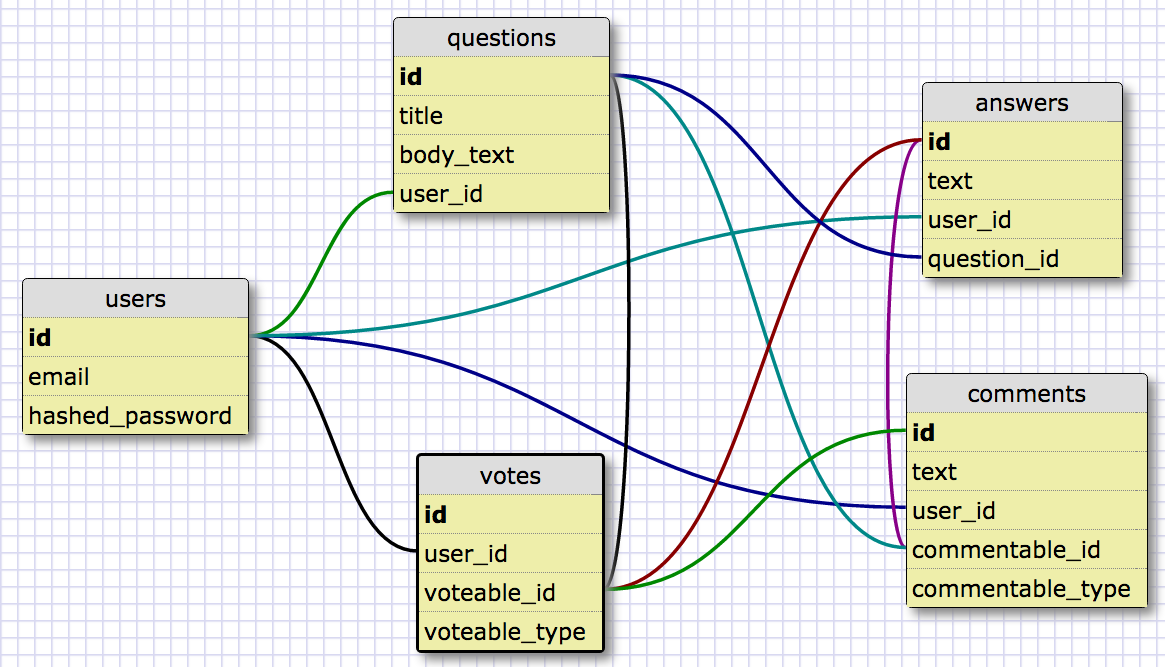 questions
id
title
body_text
user_id
answers
id
text
user_id
question_id
users
id
email
hashed_password
comments
id
text
user_id
commentable_id
commentable_type
votes
id
user_id
voteable_id
voteable_type